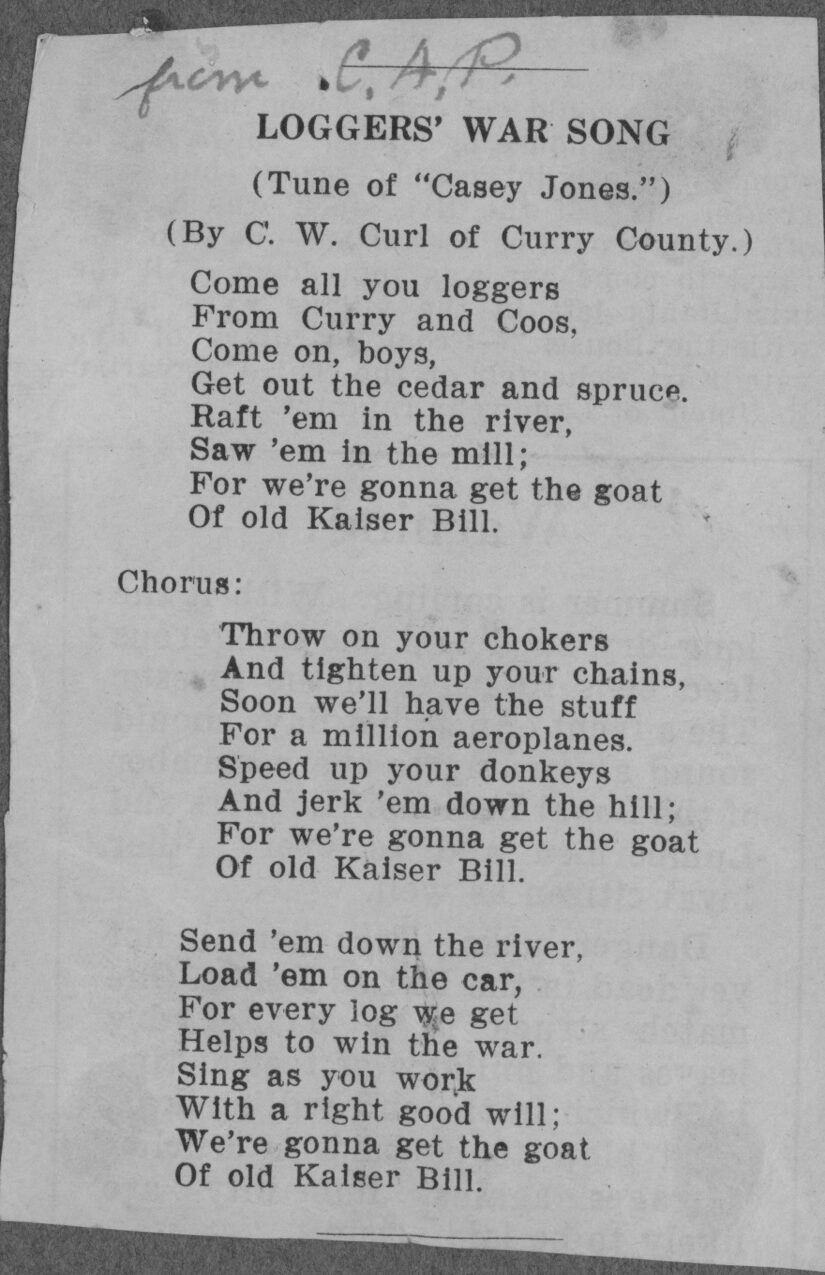 from C. A. P.
LOGGERS' WAR SONG
(Tune of "Casey Jones.")
(By C. W. Curl of Curry County.)
Come all you loggers
From Curry and Coos,
Come on, boys,
Get out the cedar and spruce.
Raft 'em in the river,
Saw 'em in the mill;
For we're gonna get the goat
Of old Kaiser Bill.
Chorus:
Throw on your chokers
And tighten up your chains,
Soon we'll have the stuff
For a million aeroplanes.
Speed up your donkeys
And jerk 'em down the hill;
For we're gonna get the goat
Of old Kaiser Bill.
Send 'em down the river,
Load 'em on the car,
For every log we get
Helps to win the war.
Sing as you work
With a right good will;
We're gonna get the goat
Of old Kaiser Bill.